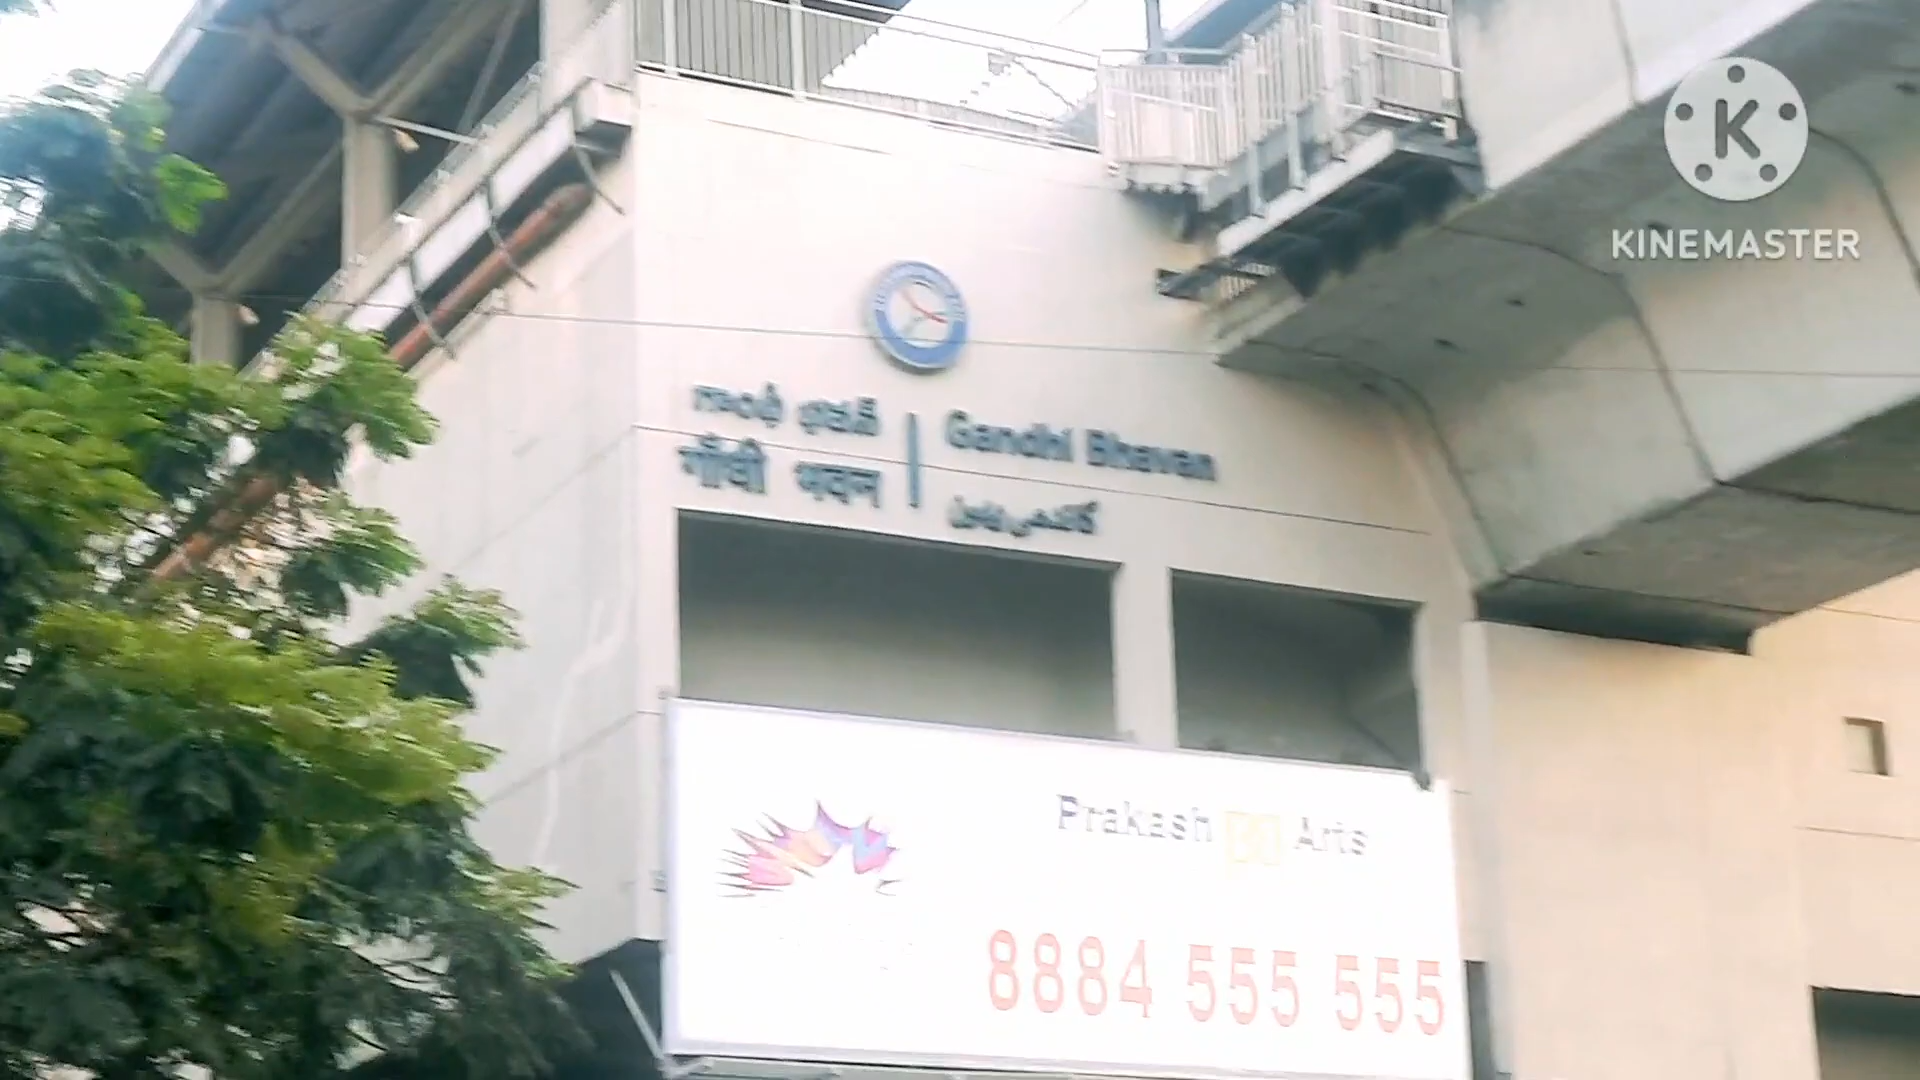 K
KINEMASTER
గాంధీ భవన్
गाँधी भवन
Gandhi Bhavan
گاندھی بھون
Prakash Arts
8884 555 555